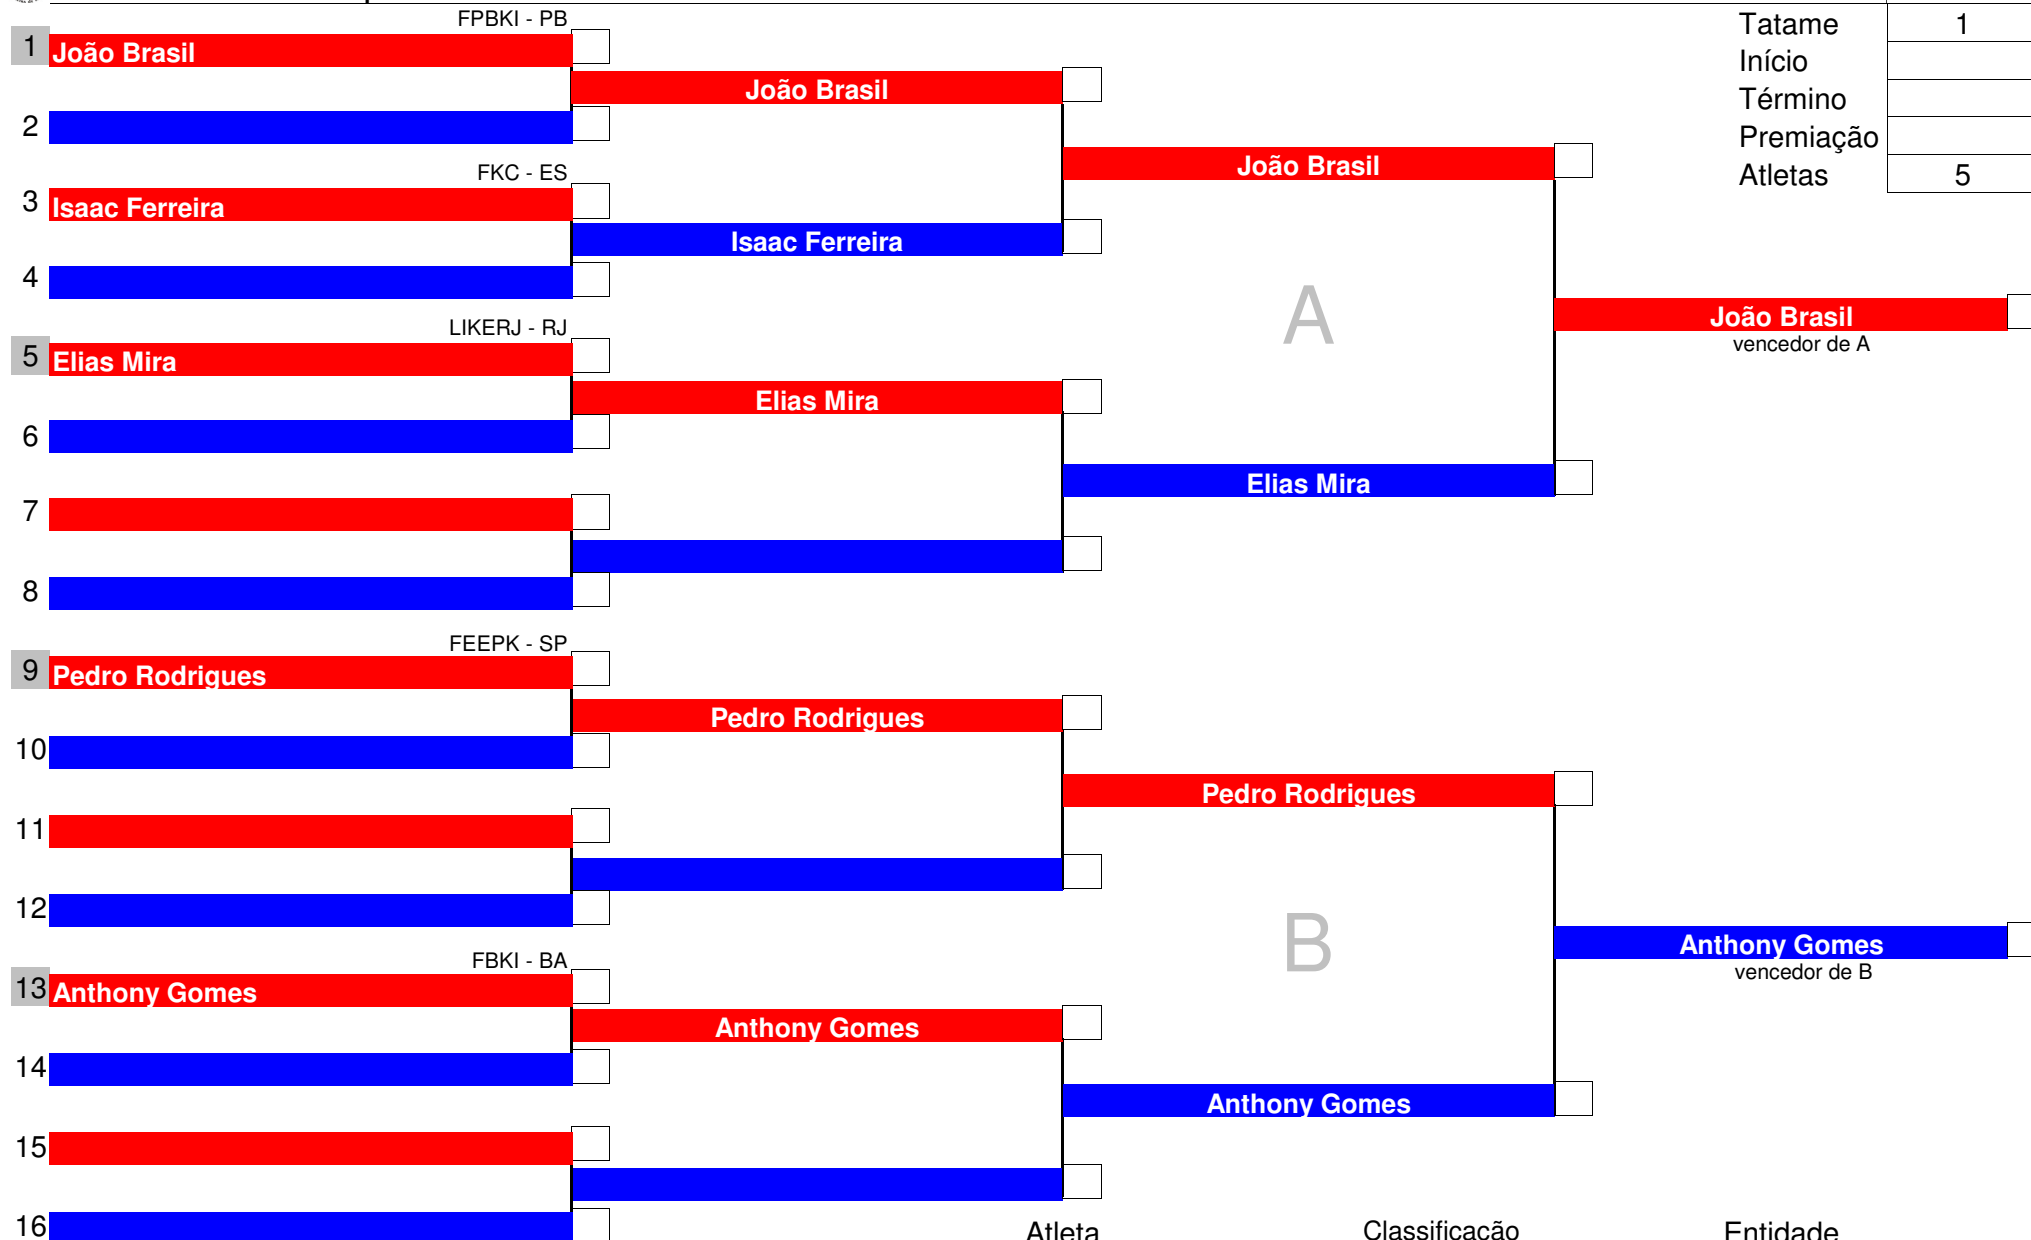 FPBKI - PB
Tatame 1
1 João Brasil
Início
João Brasil
Término
2
Premiação
João Brasil
FKC - ES
Atletas 5
3 Isaac Ferreira
Isaac Ferreira
4
A
João Brasil
LIKERJ - RJ
vencedor de A
5 Elias Mira
Elias Mira
6
Elias Mira
7
8
FEEPK - SP
9 Pedro Rodrigues
Pedro Rodrigues
10
Pedro Rodrigues
11
12
B
Anthony Gomes
FBKI - BA
vencedor de B
13 Anthony Gomes
Anthony Gomes
14
Anthony Gomes
15
16
Atleta Classificação Entidade